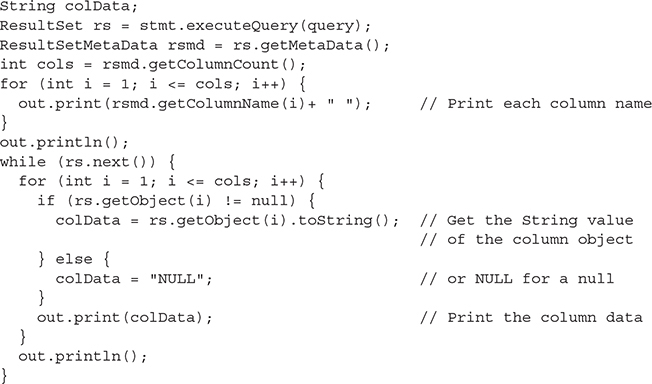 String colData;
ResultSet rs = stmt.executeQuery(query);
ResultSetMetaData rsmd = rs.getMetaData();
int cols = rsmd.getColumnCount();
for (int i = 1; i <= cols; i++) {
  out.print(rsmd.getColumnName(i)+ " ");     // Print each column name
}
out.println();
while (rs.next()) {
  for (int i = 1; i <= cols; i++) {
    if (rs.getObject(i) != null) {
      colData = rs.getObject(i).toString();  // Get the String value
                                             // of the column object
    } else {
      colData = "NULL";                      // or NULL for a null
    }
    out.print(colData);                      // Print the column data
  }
  out.println();
}